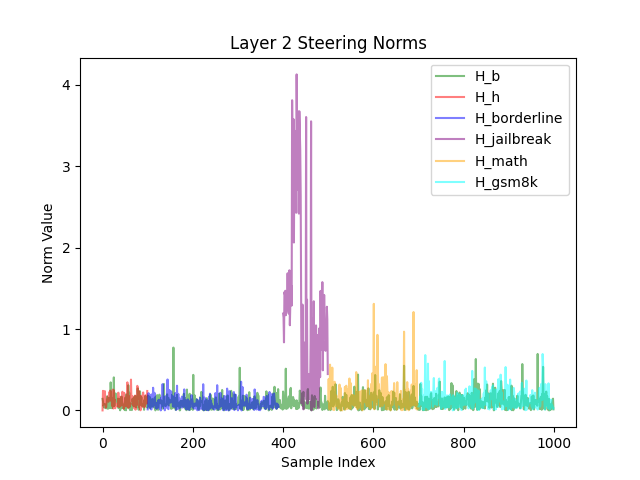 Layer 2 Steering Norms
H_b
H_h
H_borderline
H_jailbreak
H_math
H_gsm8k
Norm Value
4
3
2
1
0
0 200 400 600 800 1000
Sample Index